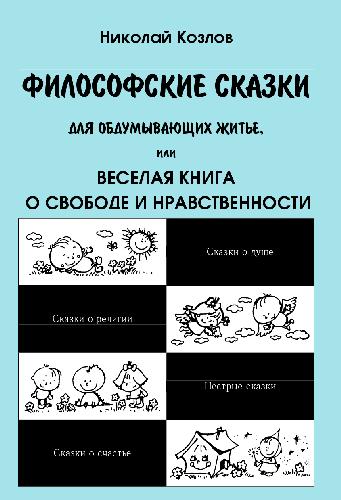 Николай Козлов
ФИЛОСОФСКИЕ СКАЗКИ
ДЛЯ ОБДУМЫВАЮЩИХ ЖИТЬЕ,
ИЛИ
ВЕСЕЛАЯ КНИГА
О СВОБОДЕ И НРАВСТВЕННОСТИ
Сказки о душе
Сказки о религии
Пестрые сказки
Сказки о счастье